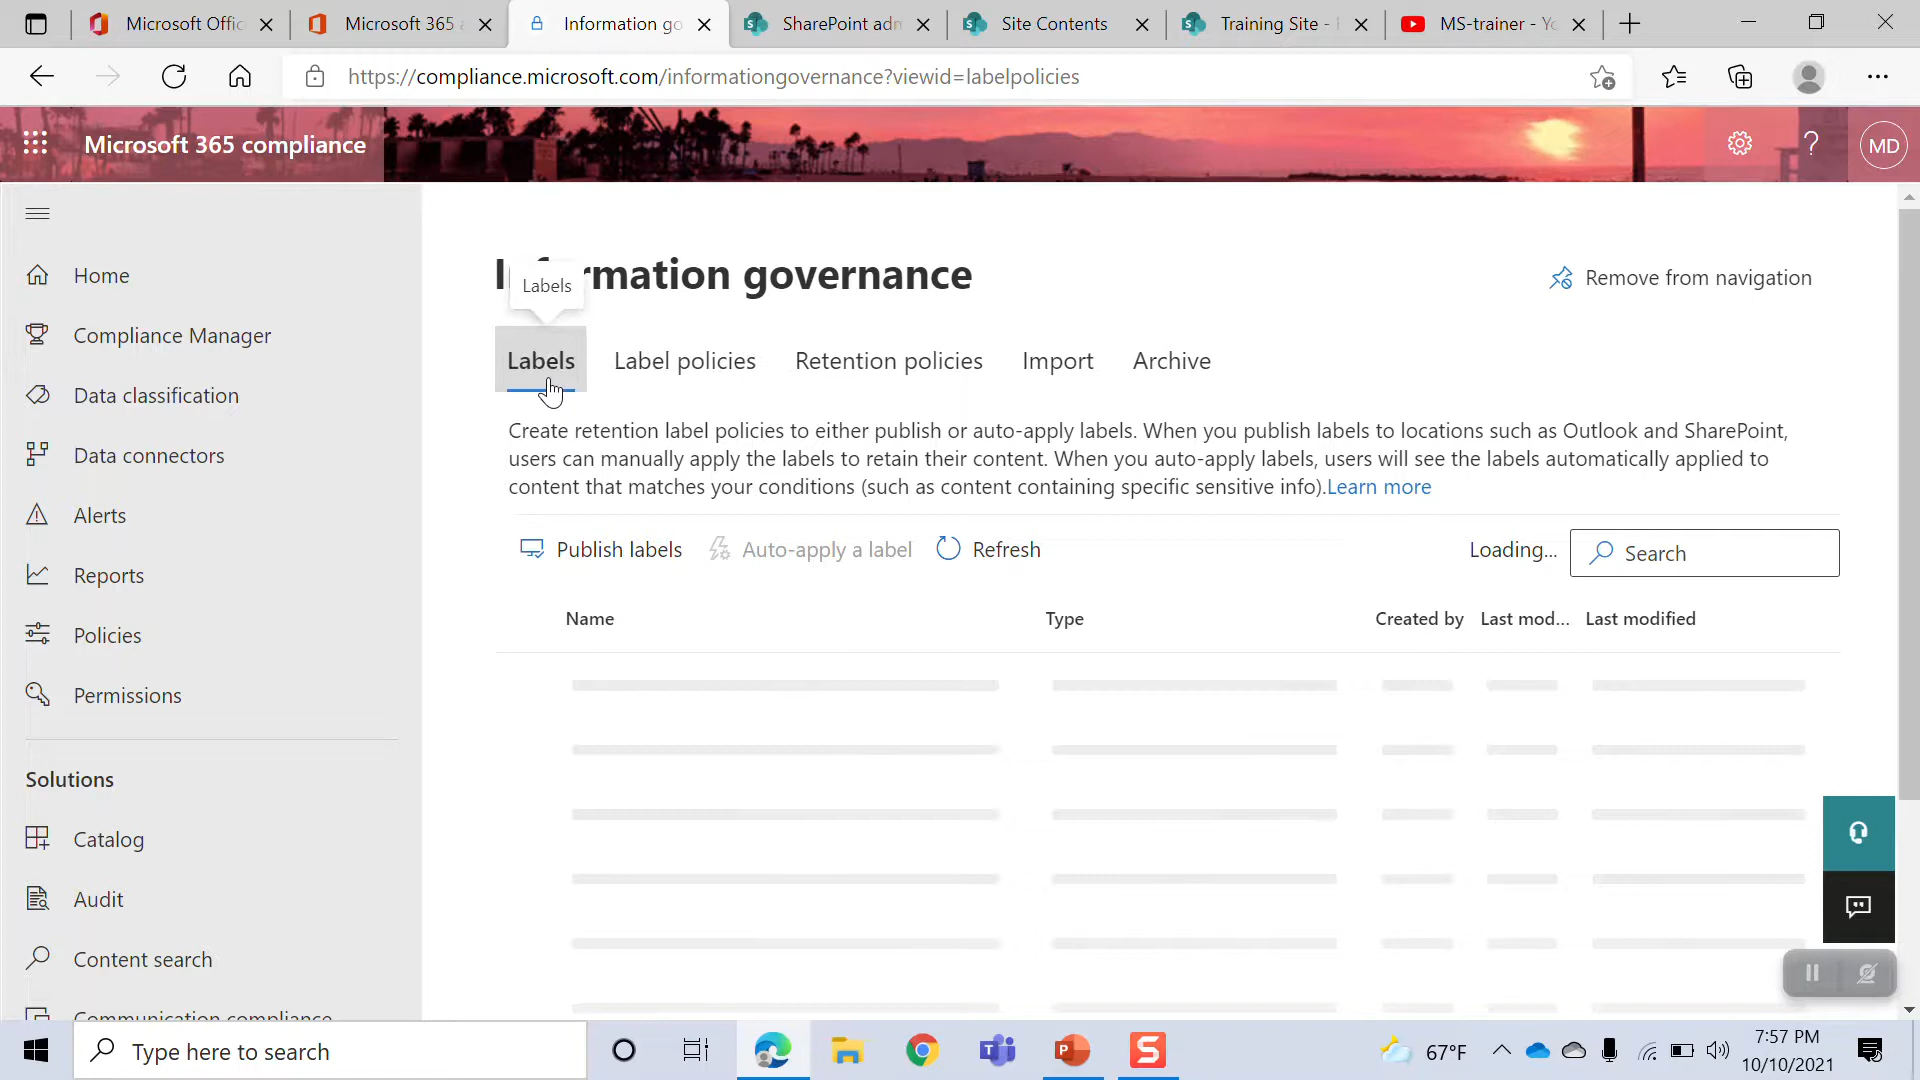 Microsoft Offic
Microsoft 365 a
Information go
SharePoint adm
Site Contents
Training Site -
MS-trainer - Yo
https://compliance.microsoft.com/informationgovernance?viewid=labelpolicies
Microsoft 365 compliance
MD
Home
Compliance Manager
Data classification
Data connectors
Alerts
Reports
Policies
Permissions
Solutions
Catalog
Audit
Content search
Communication compliance
Information governance
Labels
Remove from navigation
Labels Label policies Retention policies Import Archive
Create retention label policies to either publish or auto-apply labels. When you publish labels to locations such as Outlook and SharePoint,
users can manually apply the labels to retain their content. When you auto-apply labels, users will see the labels automatically applied to
content that matches your conditions (such as content containing specific sensitive info).Learn more
Publish labels Auto-apply a label Refresh Loading... Search
Name Type Created by Last mod... Last modified
Type here to search
67°F
7:57 PM
10/10/2021